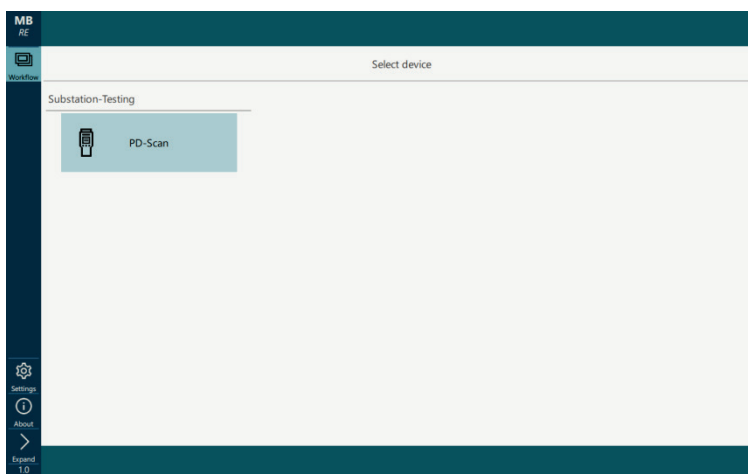 MB
RE
Workflow
Select device
Substation-Testing
PD-Scan
Settings
About
Expand
1.0